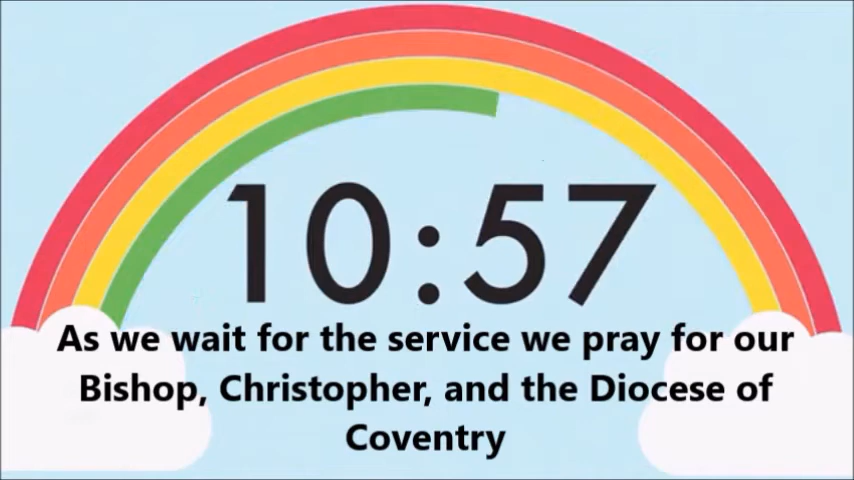 10:57
As we wait for the service we pray for our
Bishop, Christopher, and the Diocese of
Coventry